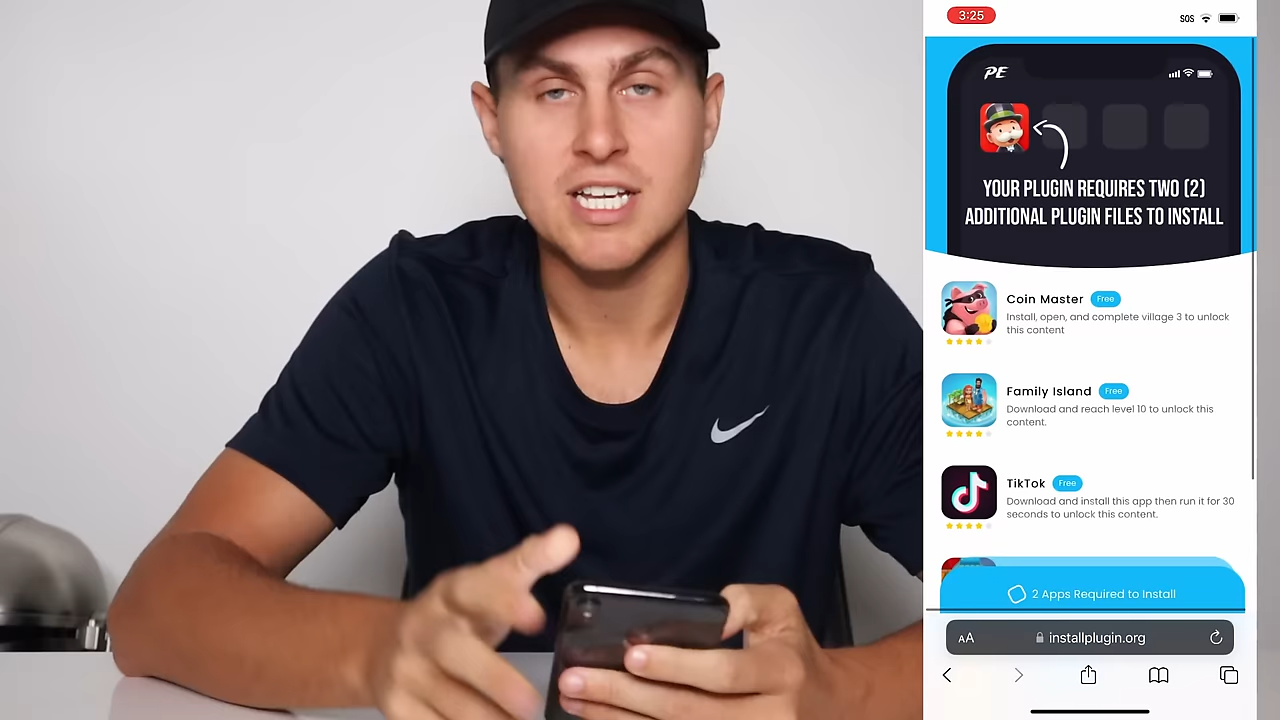 3:25
SOS
PE
YOUR PLUGIN REQUIRES TWO (2)
ADDITIONAL PLUGIN FILES TO INSTALL
Coin Master Free
Install, open, and complete village 3 to unlock
this content
Family Island Free
Download and reach level 10 to unlock this
content.
TikTok Free
Download and install this app then run it for 30
seconds to unlock this content.
2 Apps Required to Install
AA installplugin.org